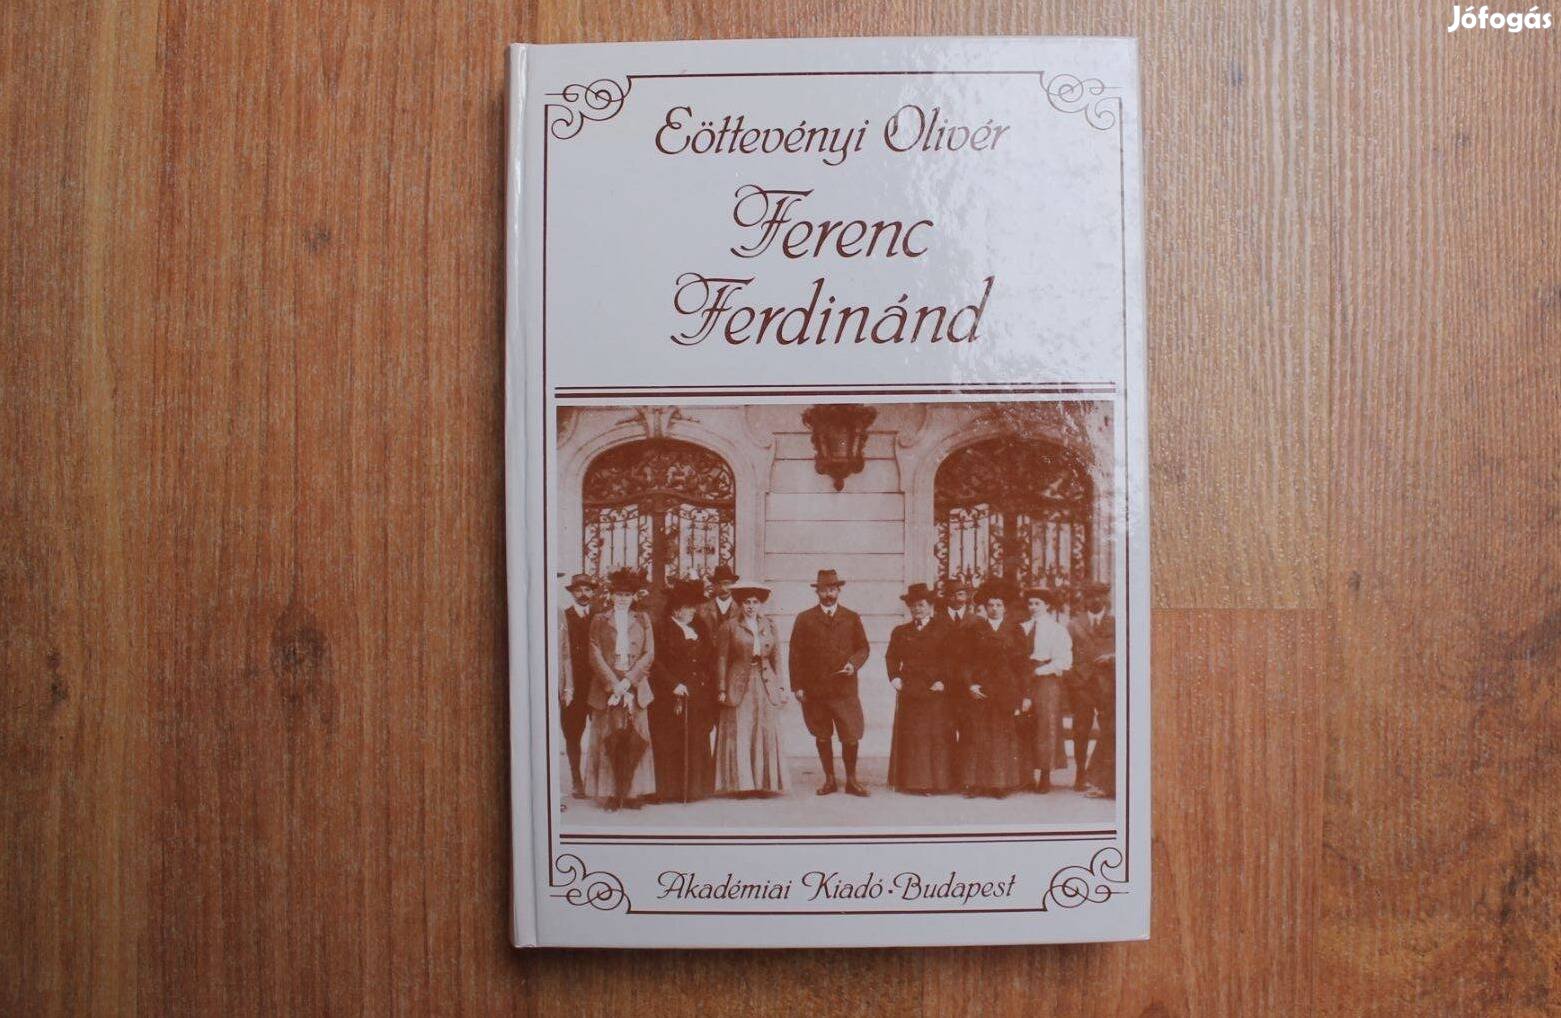 Jófogás
Eöttevényi Olivér
Ferenc
Ferdinánd
Akadémiai Kiadó · Budapest